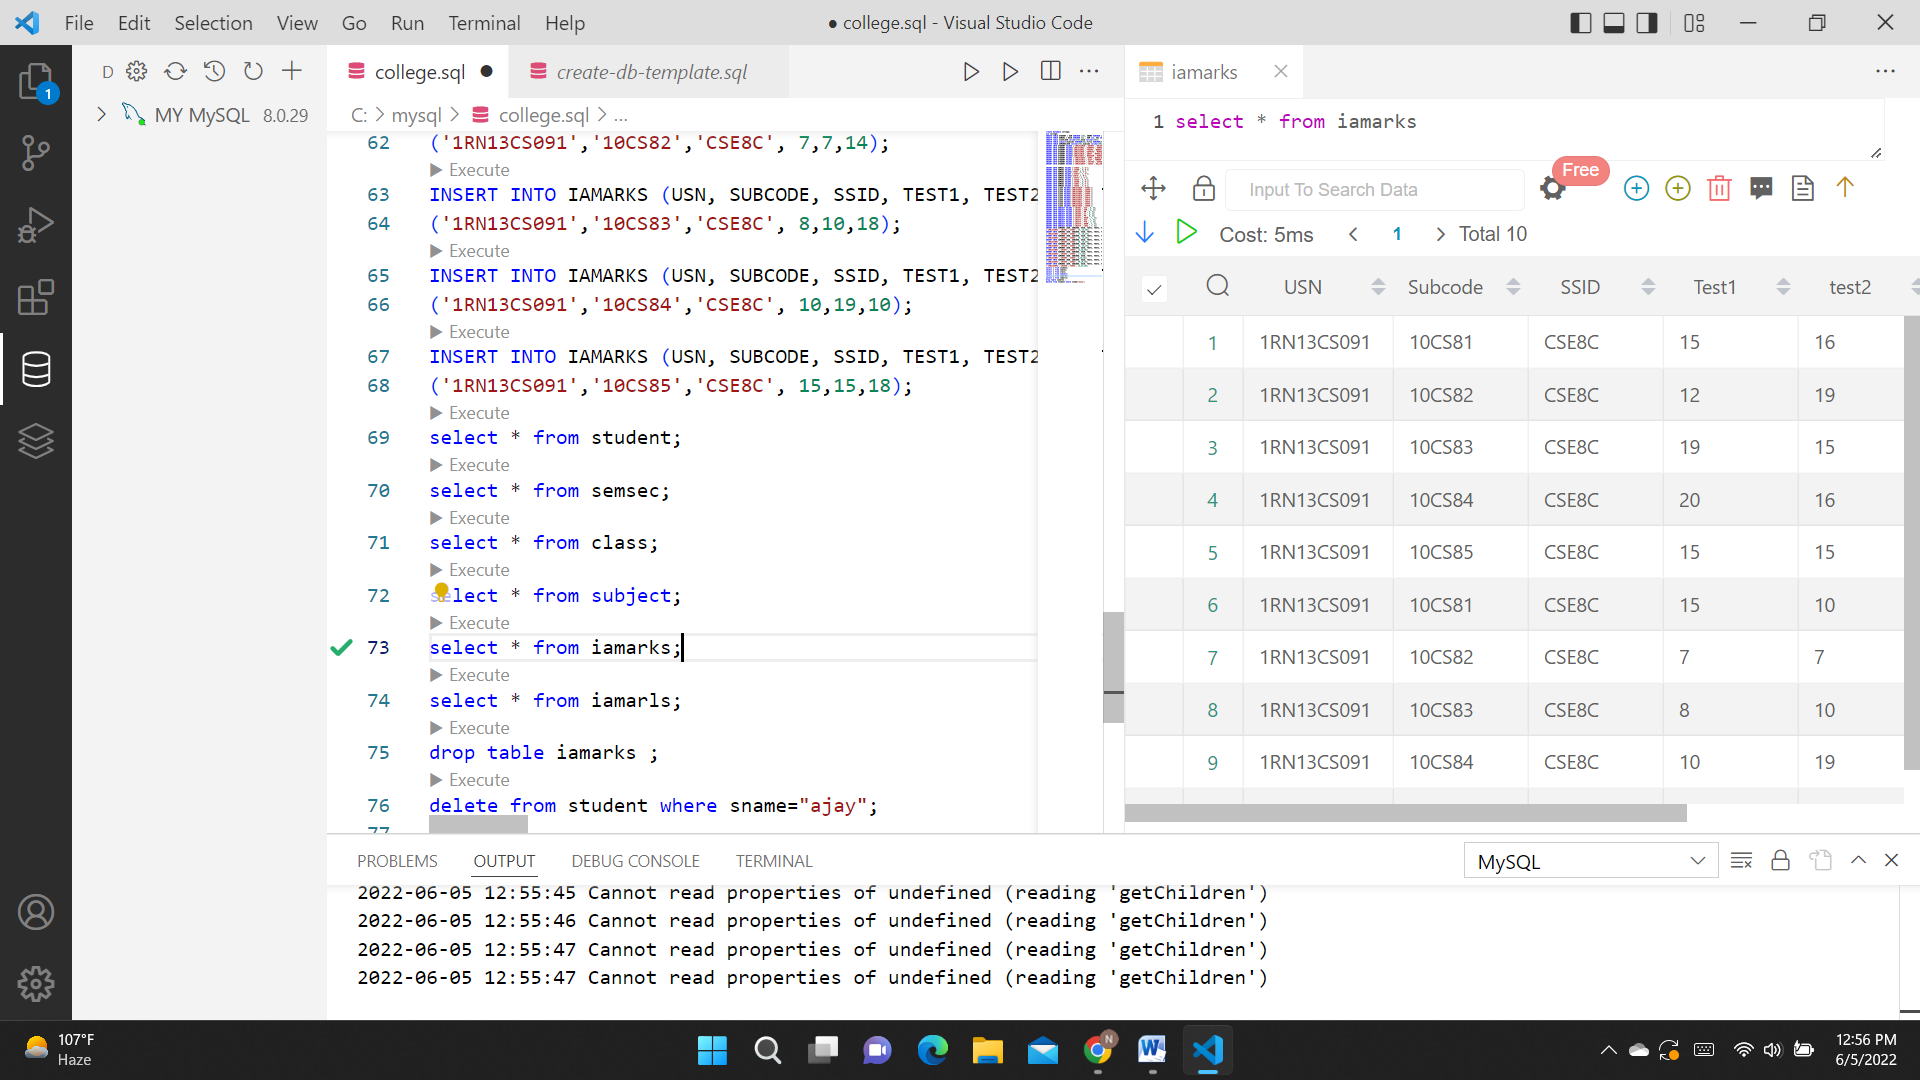 File Edit Selection View Go Run Terminal Help
● college.sql - Visual Studio Code
1
D
MY MySQL 8.0.29
college.sql
create-db-template.sql
C: > mysql > college.sql > ...
62 ('1RN13CS091','10CS82','CSE8C', 7,7,14);
Execute
63 INSERT INTO IAMARKS (USN, SUBCODE, SSID, TEST1, TEST2
64 ('1RN13CS091','10CS83','CSE8C', 8,10,18);
Execute
65 INSERT INTO IAMARKS (USN, SUBCODE, SSID, TEST1, TEST2
66 ('1RN13CS091','10CS84','CSE8C', 10,19,10);
Execute
67 INSERT INTO IAMARKS (USN, SUBCODE, SSID, TEST1, TEST2
68 ('1RN13CS091','10CS85','CSE8C', 15,15,18);
Execute
69 select * from student;
Execute
70 select * from semsec;
Execute
71 select * from class;
Execute
72 select * from subject;
Execute
73 select * from iamarks;
Execute
74 select * from iamarls;
Execute
75 drop table iamarks ;
Execute
76 delete from student where sname="ajay";
77
iamarks
1 select * from iamarks
Input To Search Data
Free
Cost: 5ms < 1 > Total 10
USN Subcode SSID Test1 test2
1 1RN13CS091 10CS81 CSE8C 15 16
2 1RN13CS091 10CS82 CSE8C 12 19
3 1RN13CS091 10CS83 CSE8C 19 15
4 1RN13CS091 10CS84 CSE8C 20 16
5 1RN13CS091 10CS85 CSE8C 15 15
6 1RN13CS091 10CS81 CSE8C 15 10
7 1RN13CS091 10CS82 CSE8C 7 7
8 1RN13CS091 10CS83 CSE8C 8 10
9 1RN13CS091 10CS84 CSE8C 10 19
PROBLEMS OUTPUT DEBUG CONSOLE TERMINAL
MySQL
2022-06-05 12:55:45 Cannot read properties of undefined (reading 'getChildren')
2022-06-05 12:55:46 Cannot read properties of undefined (reading 'getChildren')
2022-06-05 12:55:47 Cannot read properties of undefined (reading 'getChildren')
2022-06-05 12:55:47 Cannot read properties of undefined (reading 'getChildren')
107°F
Haze
N
W
12:56 PM
6/5/2022